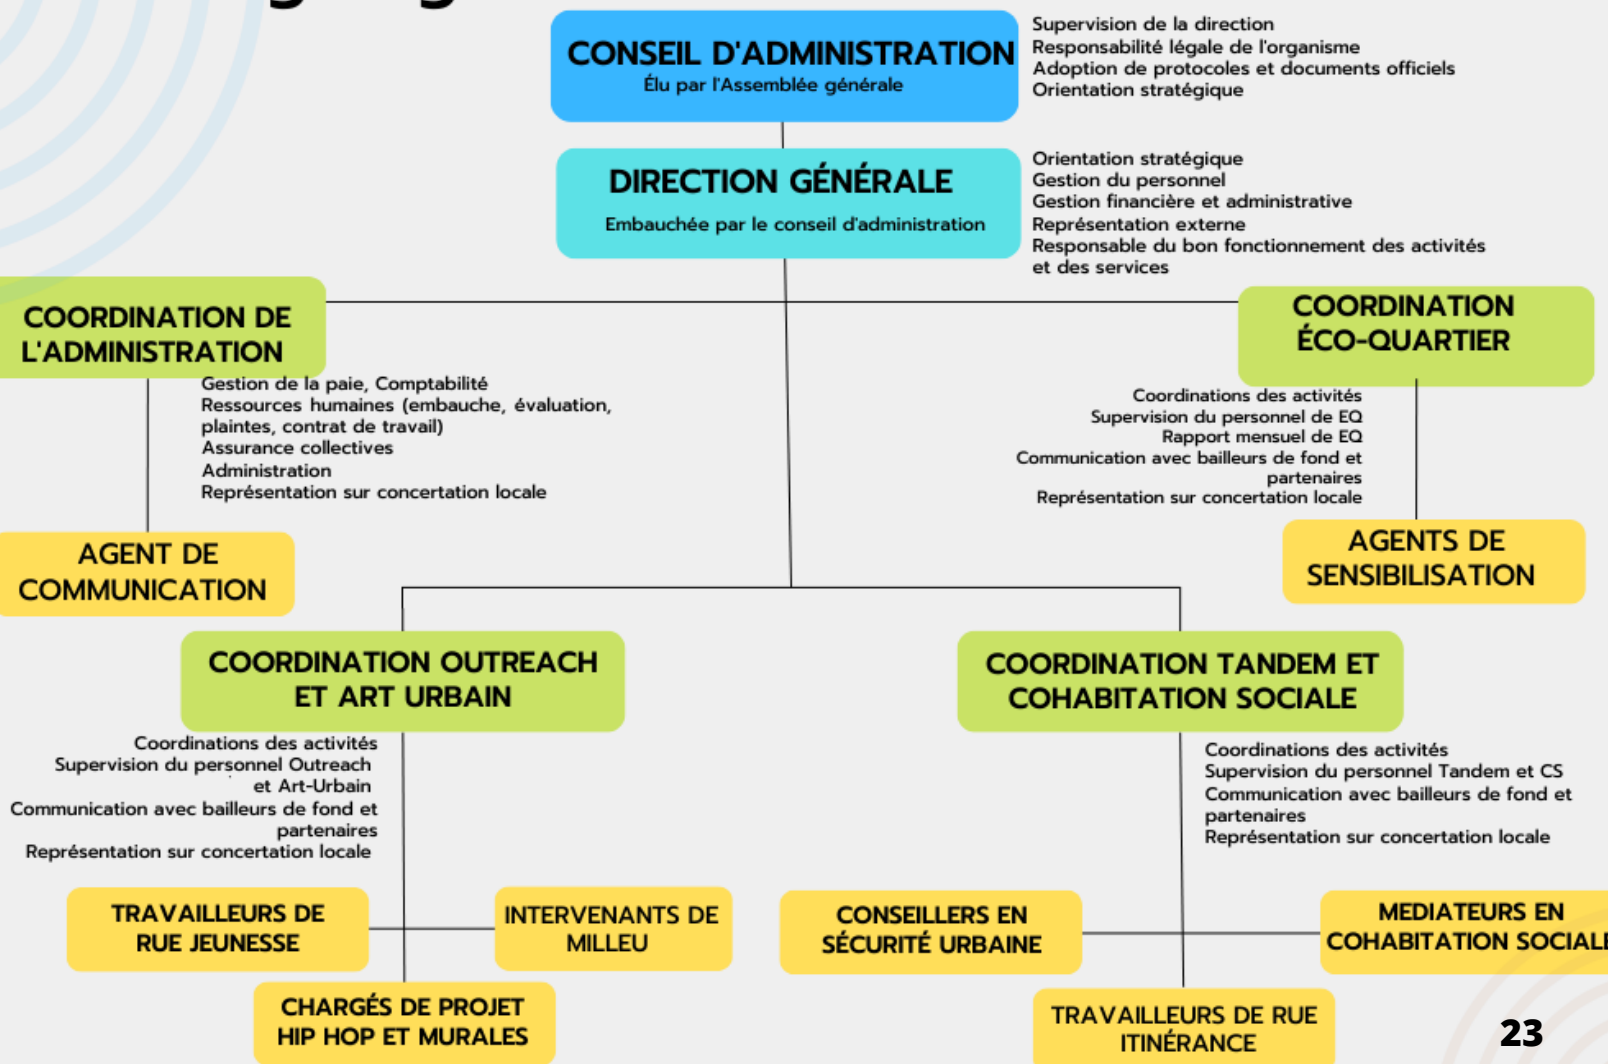 CONSEIL D'ADMINISTRATION
Élu par l'Assemblée générale
Supervision de la direction
Responsabilité légale de l'organisme
Adoption de protocoles et documents officiels
Orientation stratégique
DIRECTION GÉNÉRALE
Embauchée par le conseil d'administration
Orientation stratégique
Gestion du personnel
Gestion financière et administrative
Représentation externe
Responsable du bon fonctionnement des activités
et des services
COORDINATION DE
L'ADMINISTRATION
Gestion de la paie, Comptabilité
Ressources humaines (embauche, évaluation,
plaintes, contrat de travail)
Assurance collectives
Administration
Représentation sur concertation locale
COORDINATION
ÉCO-QUARTIER
Coordinations des activités
Supervision du personnel de EQ
Rapport mensuel de EQ
Communication avec bailleurs de fond et
partenaires
Représentation sur concertation locale
AGENT DE
COMMUNICATION
AGENTS DE
SENSIBILISATION
COORDINATION OUTREACH
ET ART URBAIN
Coordinations des activités
Supervision du personnel Outreach
et Art-Urbain
Communication avec bailleurs de fond et
partenaires
Représentation sur concertation locale
COORDINATION TANDEM ET
COHABITATION SOCIALE
Coordinations des activités
Supervision du personnel Tandem et CS
Communication avec bailleurs de fond et
partenaires
Représentation sur concertation locale
TRAVAILLEURS DE
RUE JEUNESSE
INTERVENANTS DE
MILLEU
CHARGÉS DE PROJET
HIP HOP ET MURALES
CONSEILLERS EN
SÉCURITÉ URBAINE
MEDIATEURS EN
COHABITATION SOCIALE
TRAVAILLEURS DE RUE
ITINÉRANCE
23